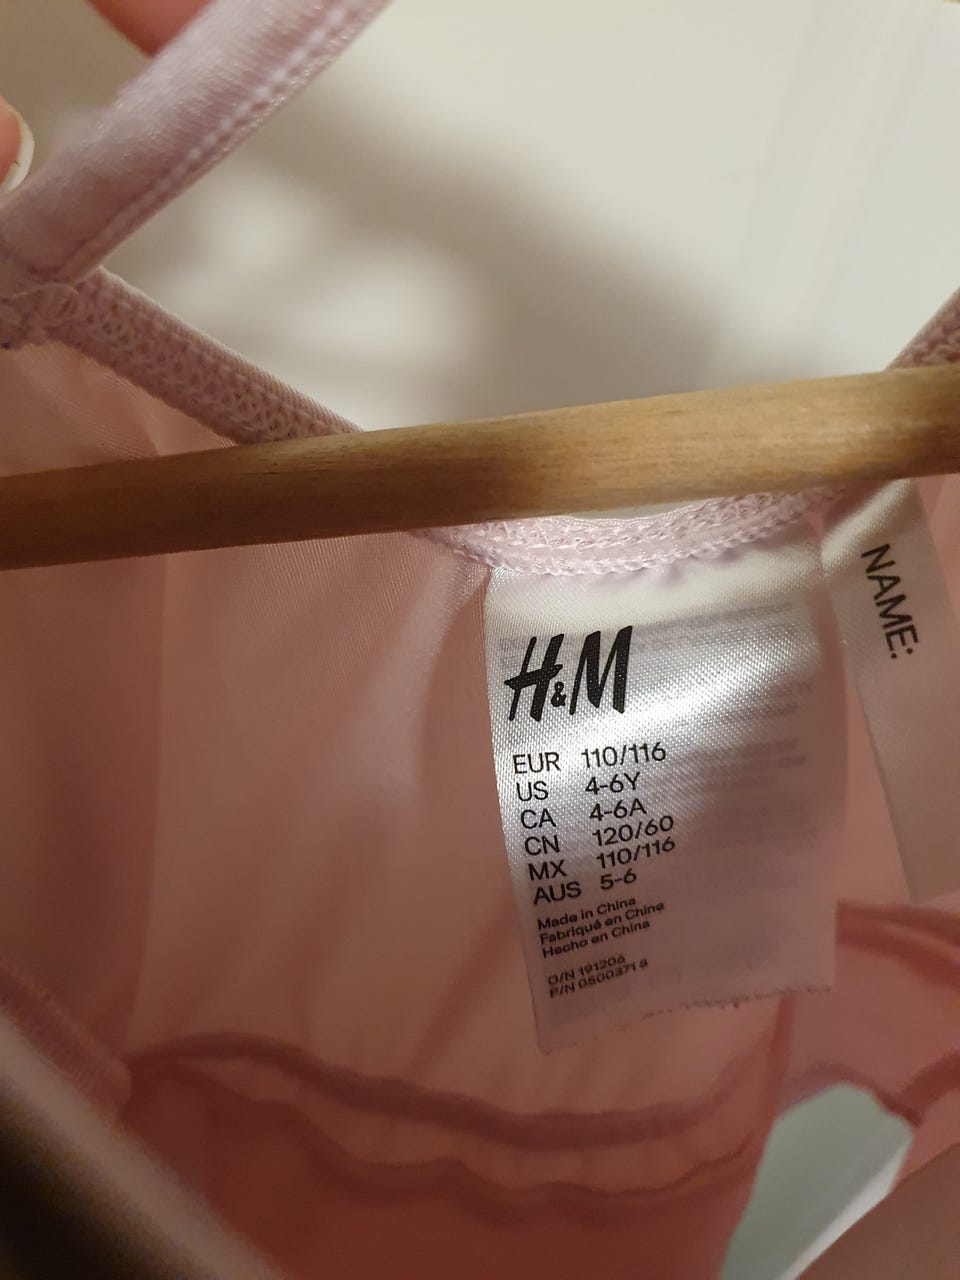 H&M
EUR 110/116
US 4-6Y
CA 4-6A
CN 120/60
MX 110/116
AUS 5-6
Made in China
Fabriqué en Chine
Hecho en China
O/N 191206
P/N
NAME: